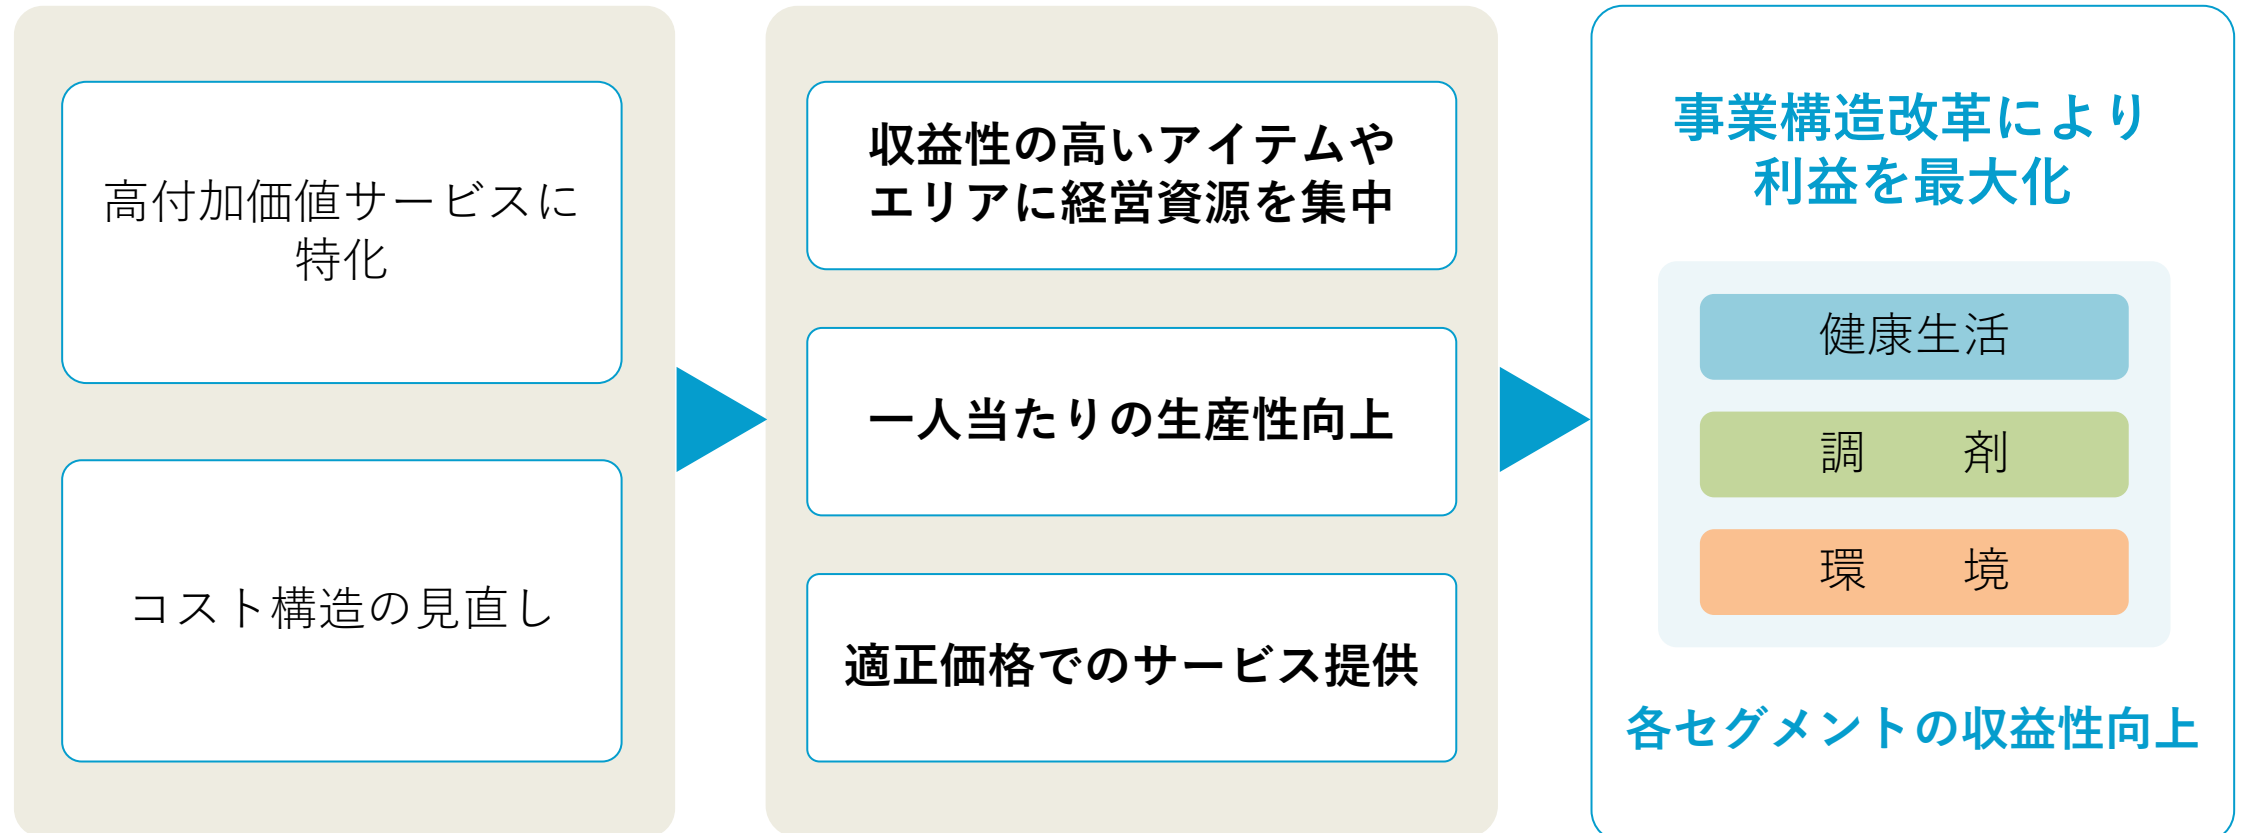 高付加価値サービスに
特化
コスト構造の見直し
収益性の高いアイテムや
エリアに経営資源を集中
一人当たりの生産性向上
適正価格でのサービス提供
事業構造改革により
利益を最大化
健康生活
調　　剤
環　　境
各セグメントの収益性向上